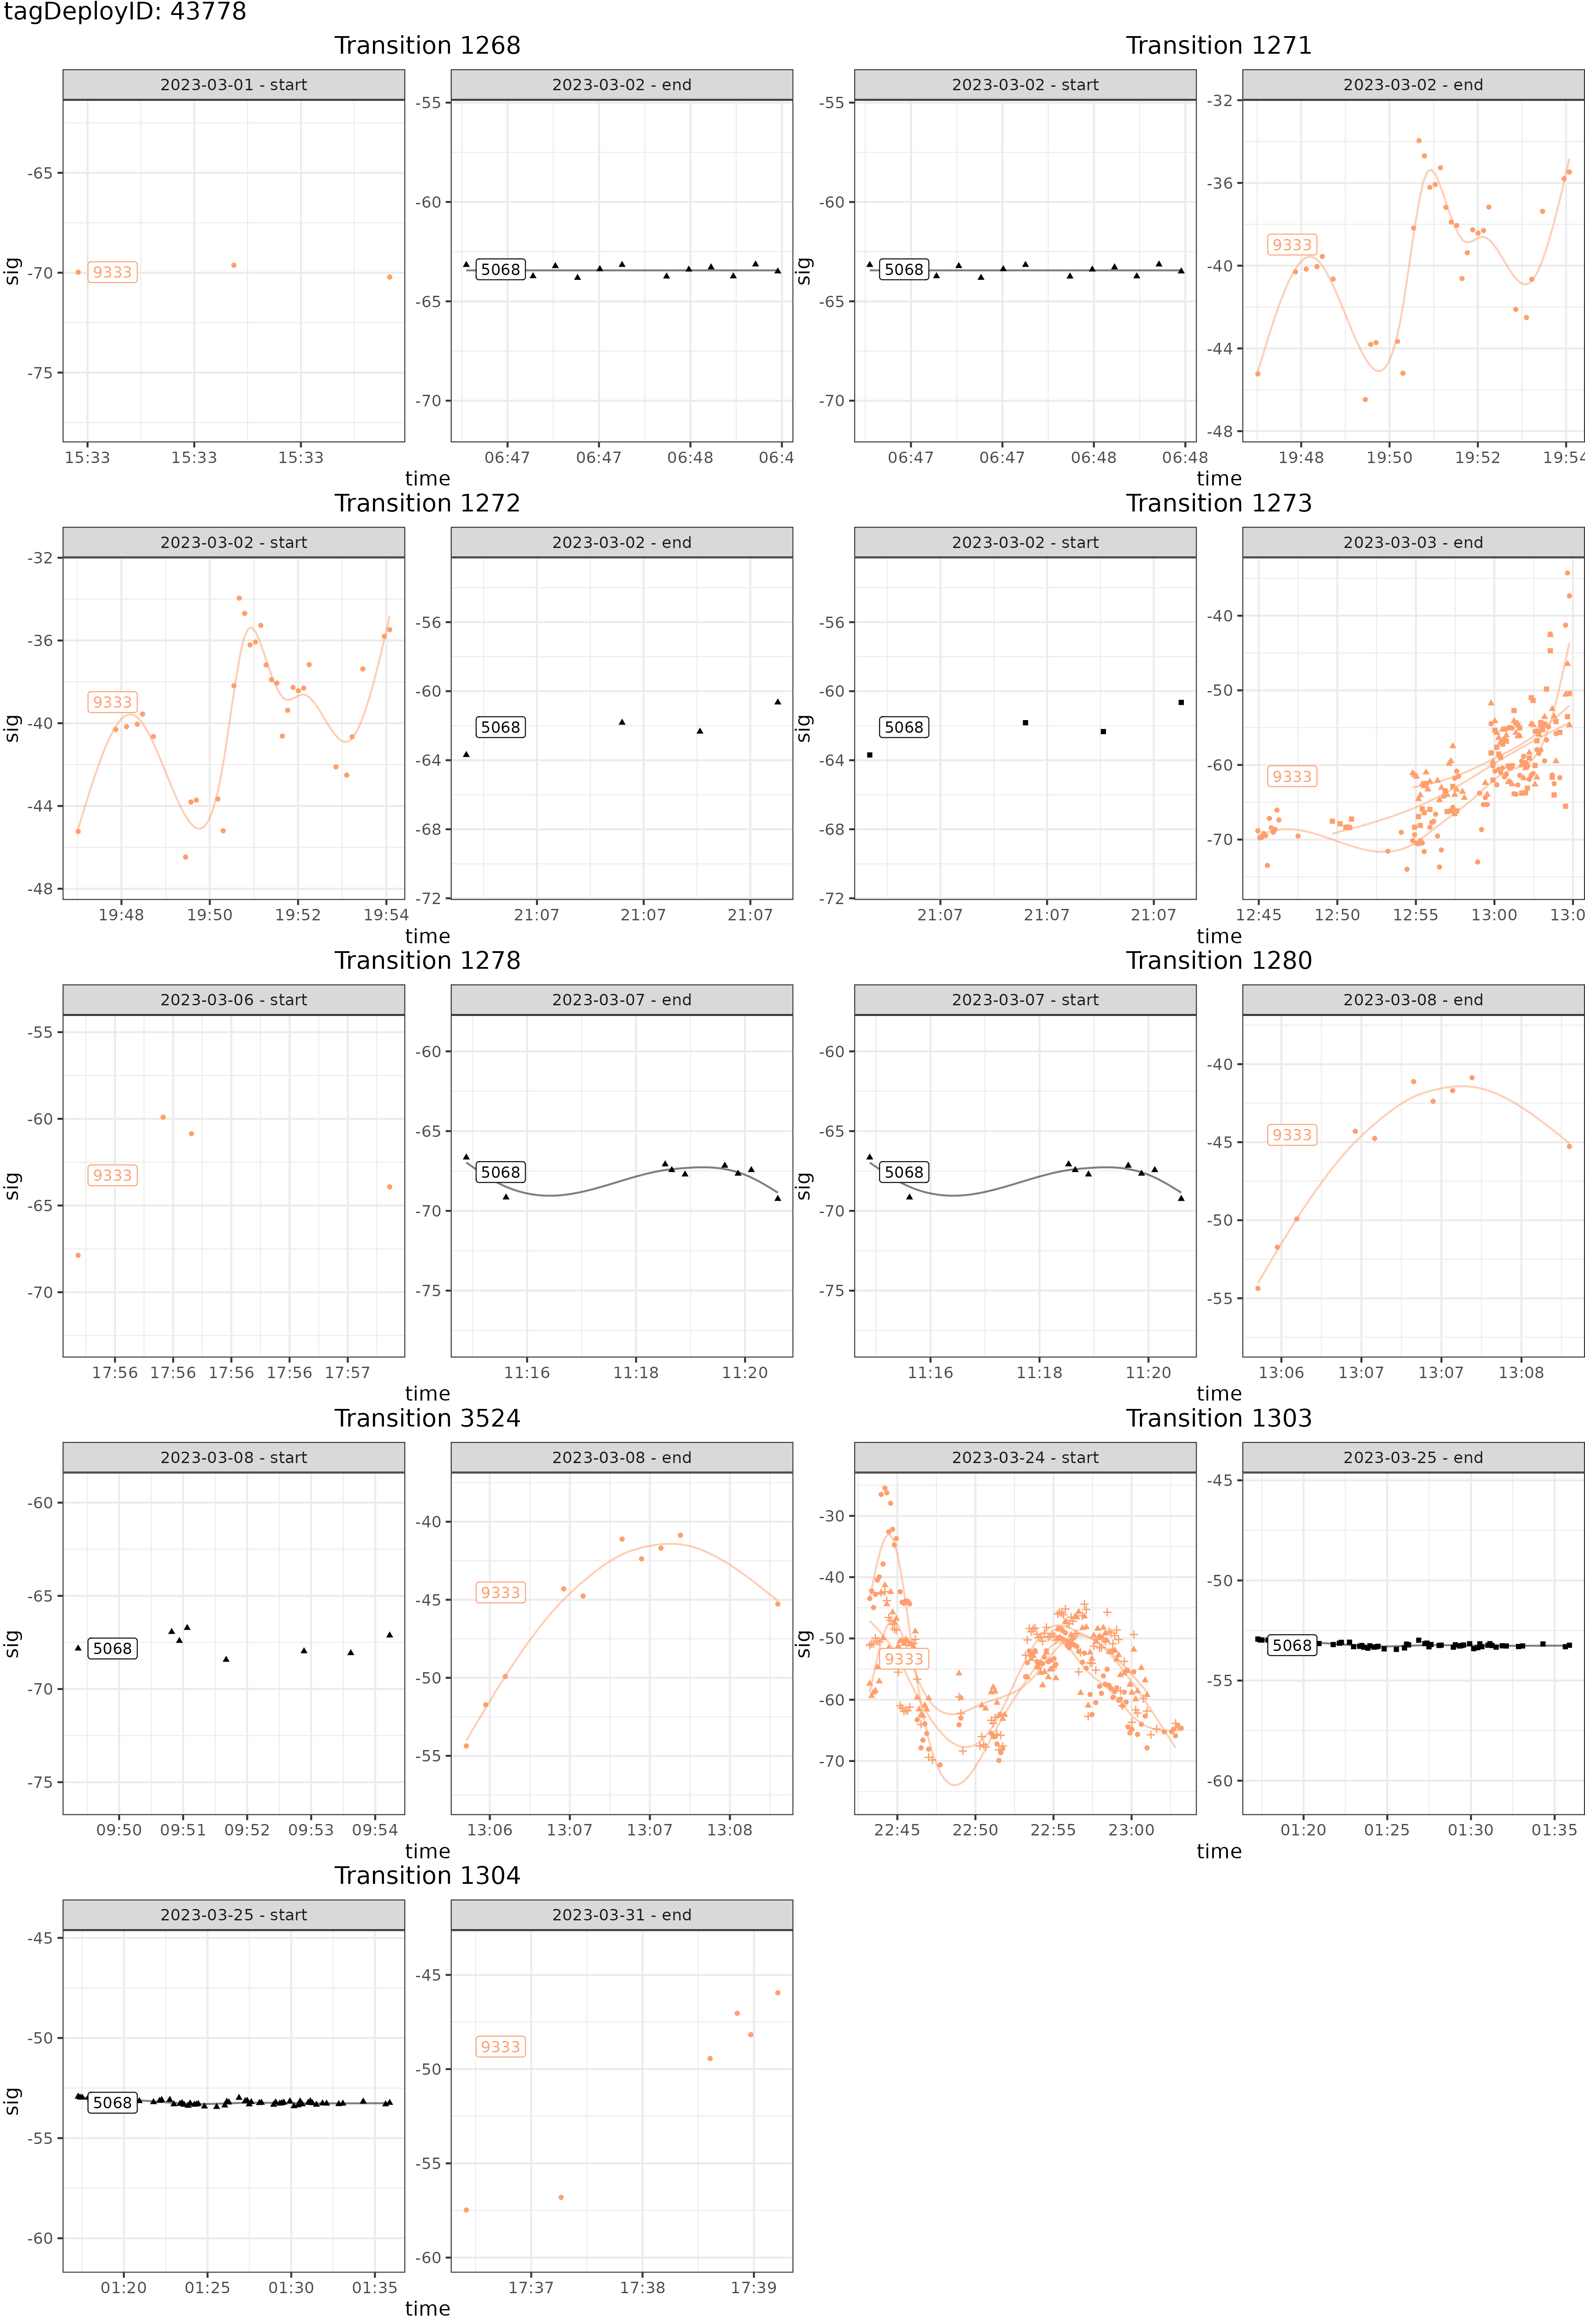 tagDeployID: 43778
Transition 1268
Transition 1271
2023-03-01 - start
2023-03-02 - end
2023-03-02 - start
2023-03-02 - end
sig
-65
-70
-75
9333
15:33 15:33 15:33
-55
-60
-65
-70
5068
06:47 06:47 06:48 06:4
time
sig
-55
-60
-65
-70
5068
06:47 06:47 06:48 06:48
-32
-36
-40
-44
-48
9333
19:48 19:50 19:52 19:54
time
Transition 1272
Transition 1273
2023-03-02 - start
2023-03-02 - end
2023-03-02 - start
2023-03-03 - end
sig
-32
-36
-40
-44
-48
9333
19:48 19:50 19:52 19:54
-56
-60
-64
-68
-72
5068
21:07 21:07 21:07
time
sig
-56
-60
-64
-68
-72
5068
21:07 21:07 21:07
-40
-50
-60
-70
9333
12:45 12:50 12:55 13:00 13:0
time
Transition 1278
Transition 1280
2023-03-06 - start
2023-03-07 - end
2023-03-07 - start
2023-03-08 - end
sig
-55
-60
-65
-70
9333
17:56 17:56 17:56 17:56 17:57
-60
-65
-70
-75
5068
11:16 11:18 11:20
time
sig
-60
-65
-70
-75
5068
11:16 11:18 11:20
-40
-45
-50
-55
9333
13:06 13:07 13:07 13:08
time
Transition 3524
Transition 1303
2023-03-08 - start
2023-03-08 - end
2023-03-24 - start
2023-03-25 - end
sig
-60
-65
-70
-75
5068
09:50 09:51 09:52 09:53 09:54
-40
-45
-50
-55
9333
13:06 13:07 13:07 13:08
time
sig
-30
-40
-50
-60
-70
9333
22:45 22:50 22:55 23:00
-45
-50
-55
-60
5068
01:20 01:25 01:30 01:35
time
Transition 1304
2023-03-25 - start
2023-03-31 - end
sig
-45
-50
-55
-60
5068
01:20 01:25 01:30 01:35
-45
-50
-55
-60
9333
17:37 17:38 17:39
time